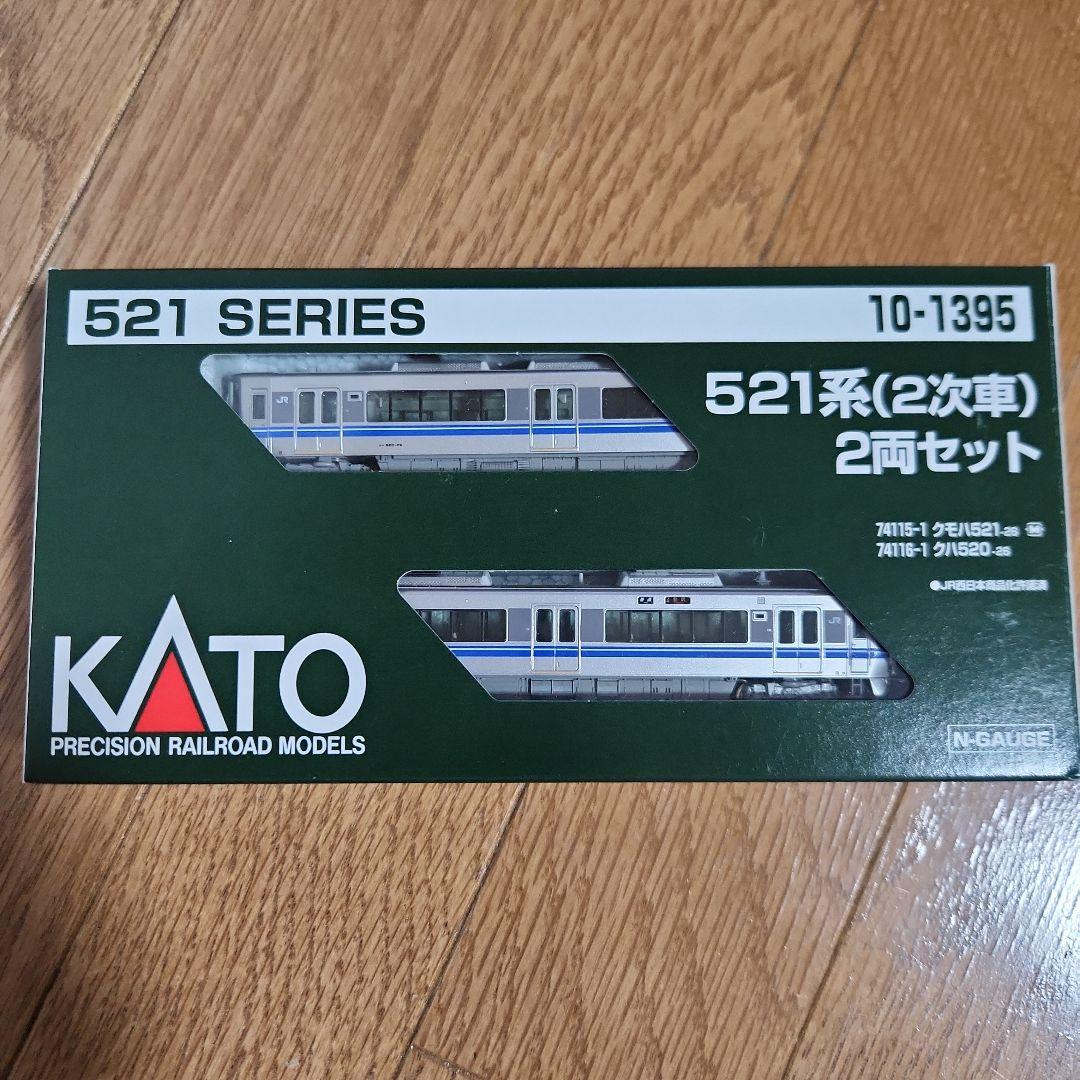 521 SERIES
10-1395
521系(2次車)
2両セット
74115-1 クモハ521-26 M
74116-1 クハ520-26
●JR西日本商品化許諾済
JR
JR
KATO
PRECISION RAILROAD MODELS
N-GAUGE